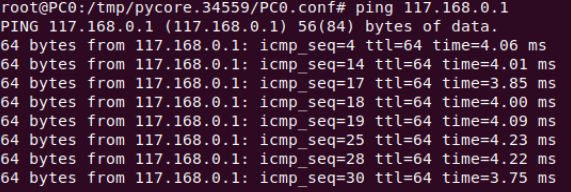 root@PC0:/tmp/pycore.34559/PC0.conf# ping 117.168.0.1
PING 117.168.0.1 (117.168.0.1) 56(84) bytes of data.
64 bytes from 117.168.0.1: icmp_seq=4 ttl=64 time=4.06 ms
64 bytes from 117.168.0.1: icmp_seq=14 ttl=64 time=4.01 ms
64 bytes from 117.168.0.1: icmp_seq=17 ttl=64 time=3.85 ms
64 bytes from 117.168.0.1: icmp_seq=18 ttl=64 time=4.00 ms
64 bytes from 117.168.0.1: icmp_seq=19 ttl=64 time=4.09 ms
64 bytes from 117.168.0.1: icmp_seq=25 ttl=64 time=4.23 ms
64 bytes from 117.168.0.1: icmp_seq=28 ttl=64 time=4.22 ms
64 bytes from 117.168.0.1: icmp_seq=30 ttl=64 time=3.75 ms